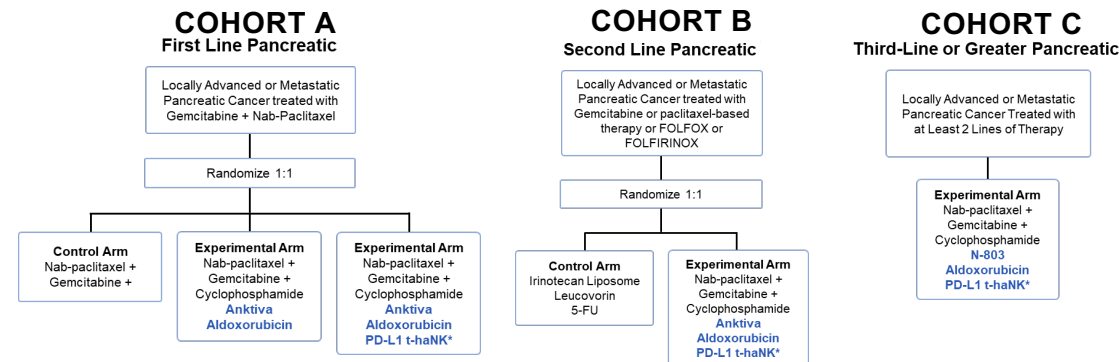 COHORT A
First Line Pancreatic
Locally Advanced or Metastatic
Pancreatic Cancer treated with
Gemcitabine + Nab-Paclitaxel
Randomize 1:1
Control Arm
Nab-paclitaxel +
Gemcitabine +
Experimental Arm
Nab-paclitaxel +
Gemcitabine +
Cyclophosphamide
Anktiva
Aldoxorubicin
Experimental Arm
Nab-paclitaxel +
Gemcitabine +
Cyclophosphamide
Anktiva
Aldoxorubicin
PD-L1 t-haNK*
COHORT B
Second Line Pancreatic
Locally Advanced or Metastatic
Pancreatic Cancer treated with
Gemcitabine or paclitaxel-based
therapy or FOLFOX or
FOLFIRINOX
Randomize 1:1
Control Arm
Irinotecan Liposome
Leucovorin
5-FU
Experimental Arm
Nab-paclitaxel +
Gemcitabine +
Cyclophosphamide
Anktiva
Aldoxorubicin
PD-L1 t-haNK*
COHORT C
Third-Line or Greater Pancreatic
Locally Advanced or Metastatic
Pancreatic Cancer Treated with
at Least 2 Lines of Therapy
Experimental Arm
Nab-paclitaxel +
Gemcitabine +
Cyclophosphamide
N-803
Aldoxorubicin
PD-L1 t-haNK*